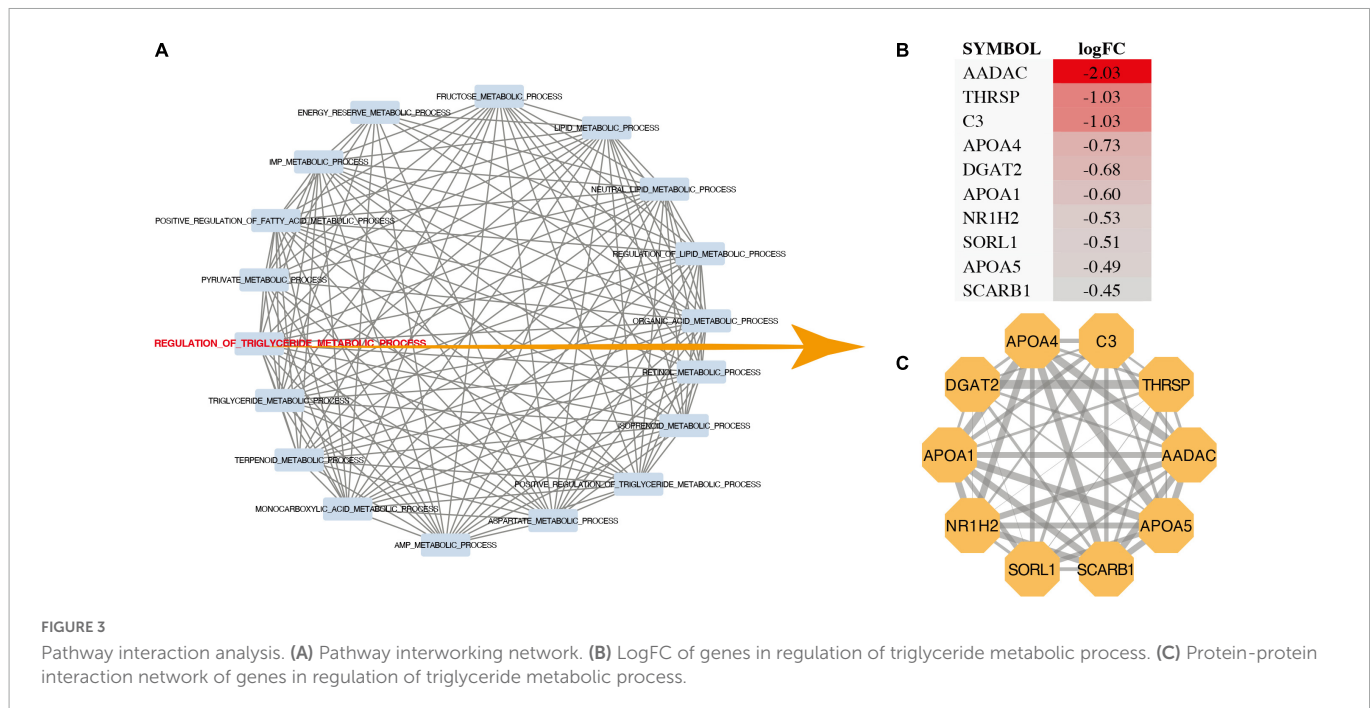 A
FRUCTOSE_METABOLIC_PROCESS
ENERGY_RESERVE_METABOLIC_PROCESS
LIPID_METABOLIC_PROCESS
IMP_METABOLIC_PROCESS
NEUTRAL_LIPID_METABOLIC_PROCESS
POSITIVE_REGULATION_OF_FATTY_ACID_METABOLIC_PROCESS
REGULATION_OF_LIPID_METABOLIC_PROCESS
PYRUVATE_METABOLIC_PROCESS
ORGANIC_ACID_METABOLIC_PROCESS
REGULATION_OF_TRIGLYCERIDE_METABOLIC_PROCESS
RETINOL_METABOLIC_PROCESS
TRIGLYCERIDE_METABOLIC_PROCESS
ISOPRENOID_METABOLIC_PROCESS
TERPENOID_METABOLIC_PROCESS
POSITIVE_REGULATION_OF_TRIGLYCERIDE_METABOLIC_PROCESS
MONOCARBOXYLIC_ACID_METABOLIC_PROCESS
ASPARTATE_METABOLIC_PROCESS
AMP_METABOLIC_PROCESS
B
SYMBOL logFC
AADAC -2.03
THRSP -1.03
C3 -1.03
APOA4 -0.73
DGAT2 -0.68
APOA1 -0.60
NR1H2 -0.53
SORL1 -0.51
APOA5 -0.49
SCARB1 -0.45
C
APOA4 C3
DGAT2 THRSP
APOA1 AADAC
NR1H2 APOA5
SORL1 SCARB1
FIGURE 3
Pathway interaction analysis. (A) Pathway interworking network. (B) LogFC of genes in regulation of triglyceride metabolic process. (C) Protein-protein
interaction network of genes in regulation of triglyceride metabolic process.